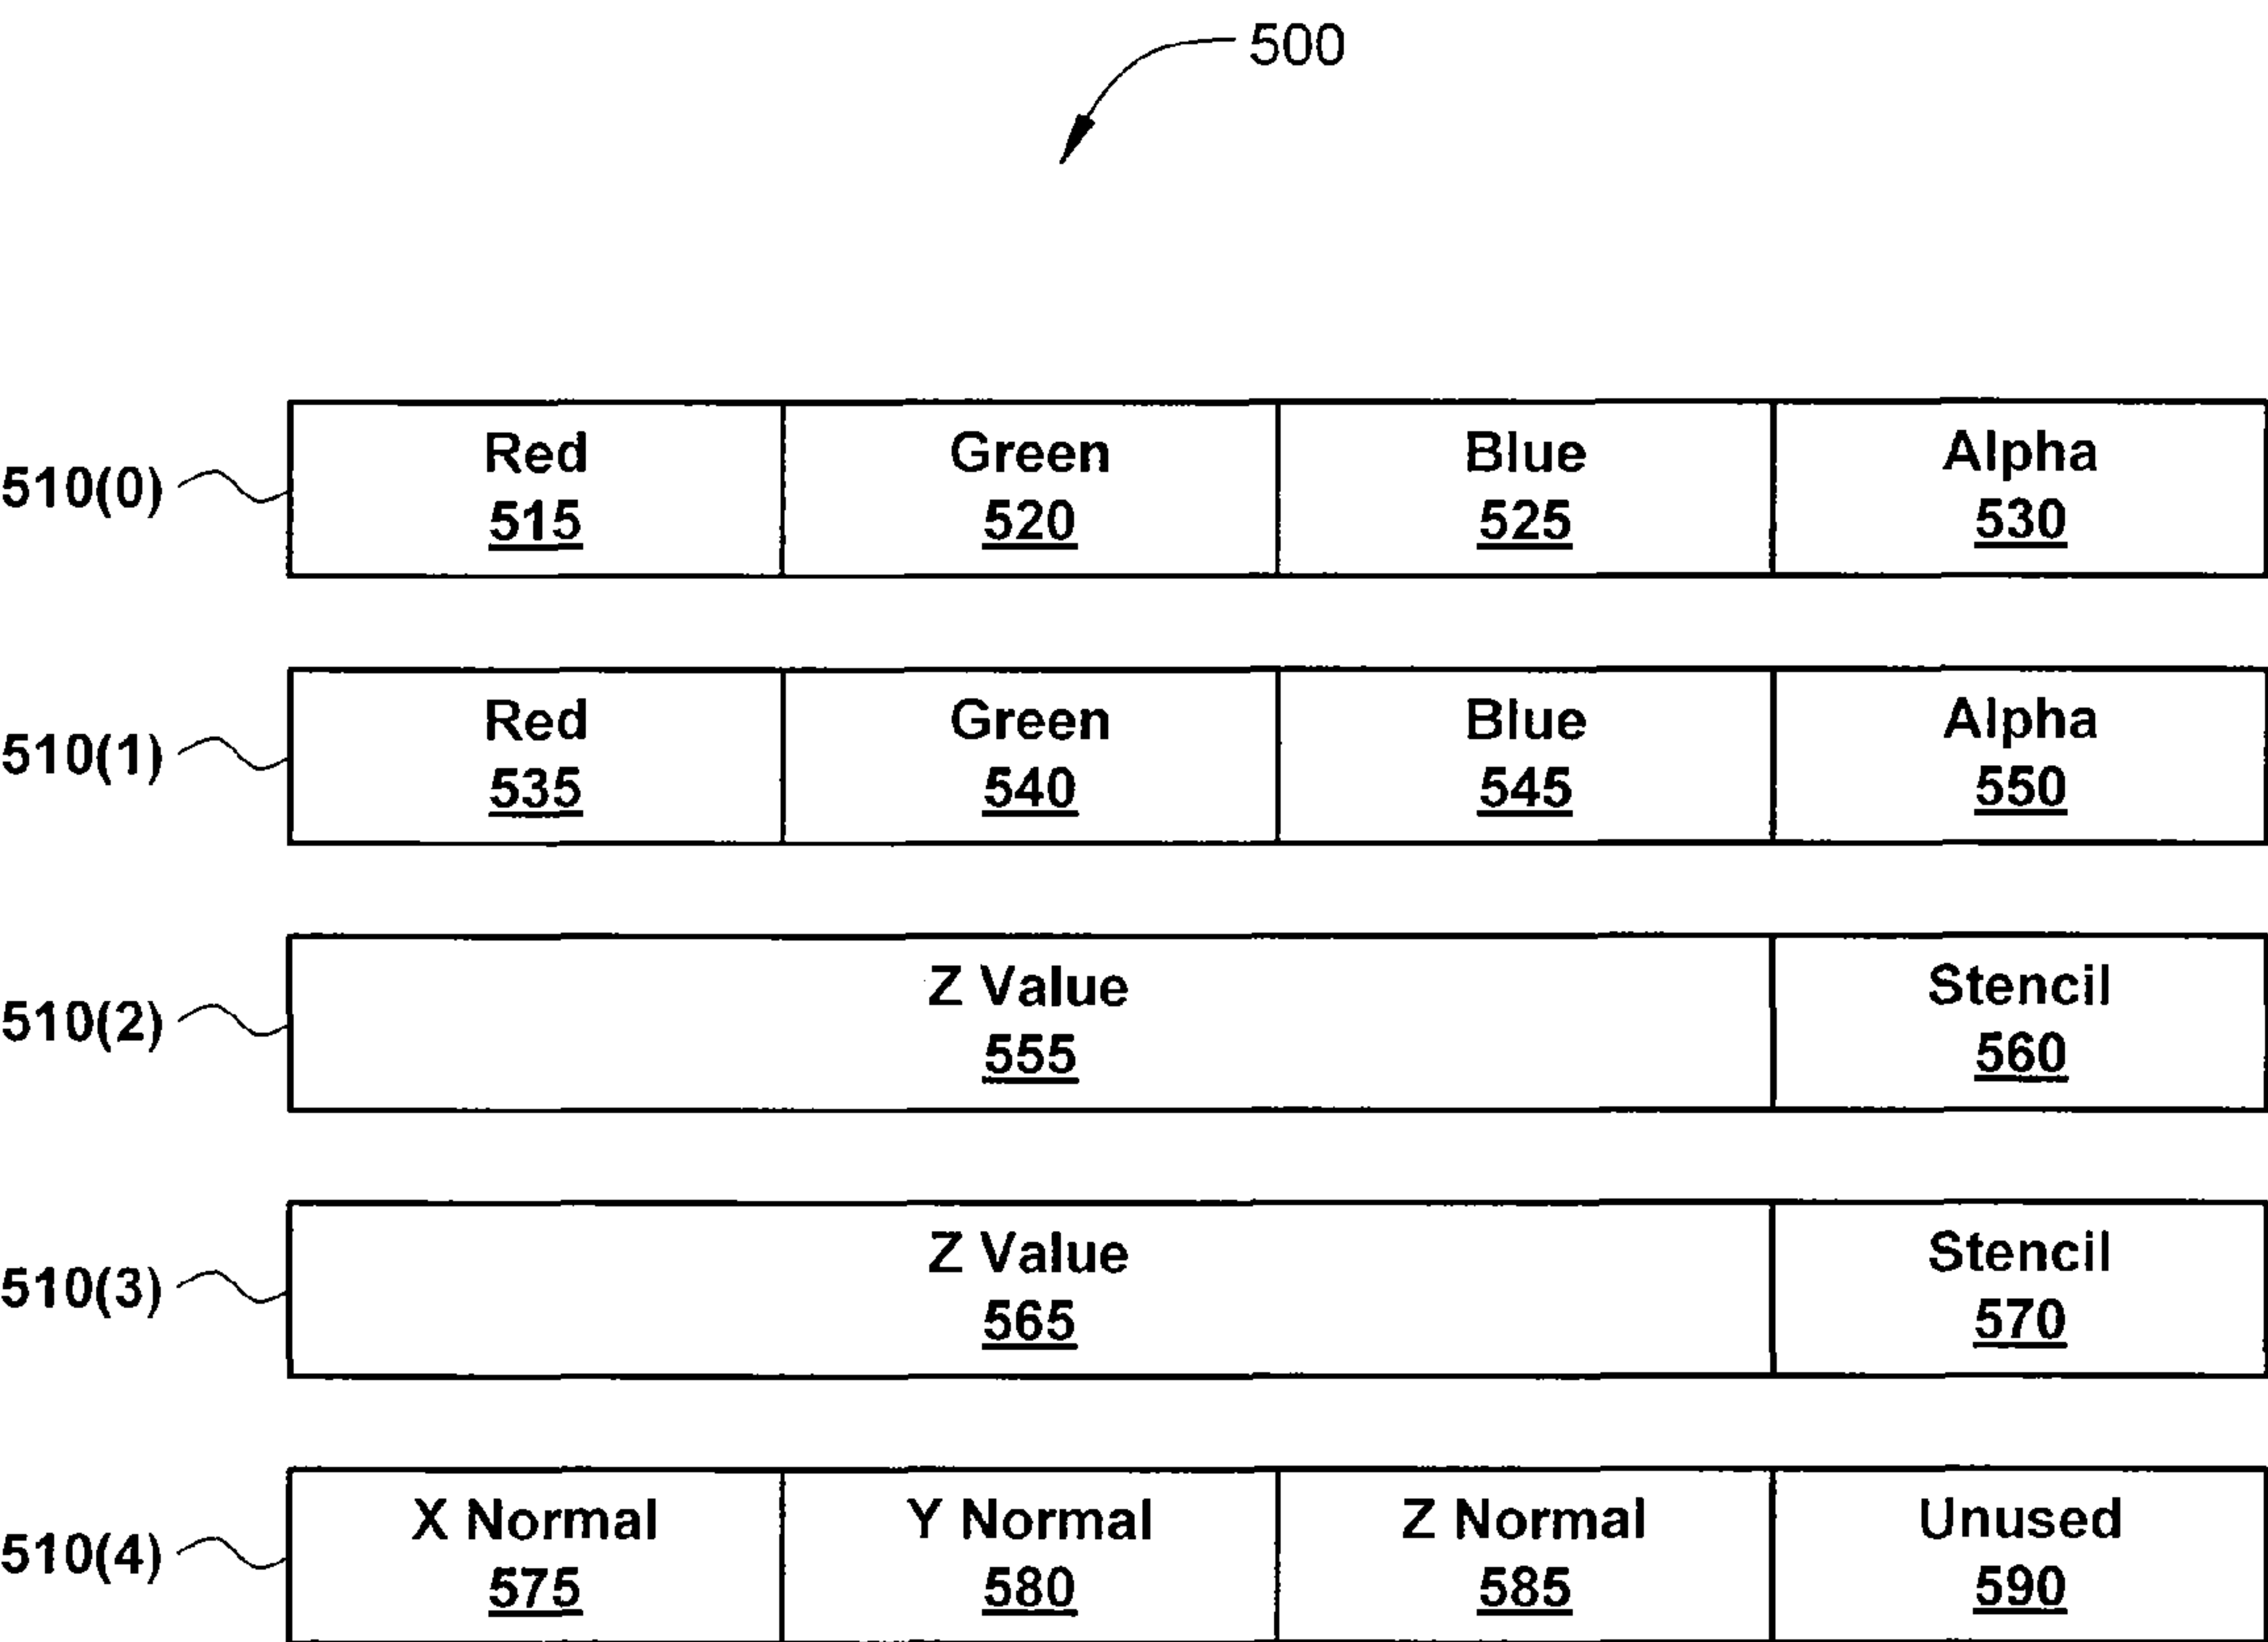 500
510(0)
Red
Green
Blue
Alpha
515
520
525
530
510(1)
Red
Green
Blue
Alpha
535
540
545
550
510(2)
Z Value
Stencil
555
560
510(3)
Z Value
Stencil
565
570
510(4)
X Normal
Y Normal
Z Normal
Unused
575
580
585
590